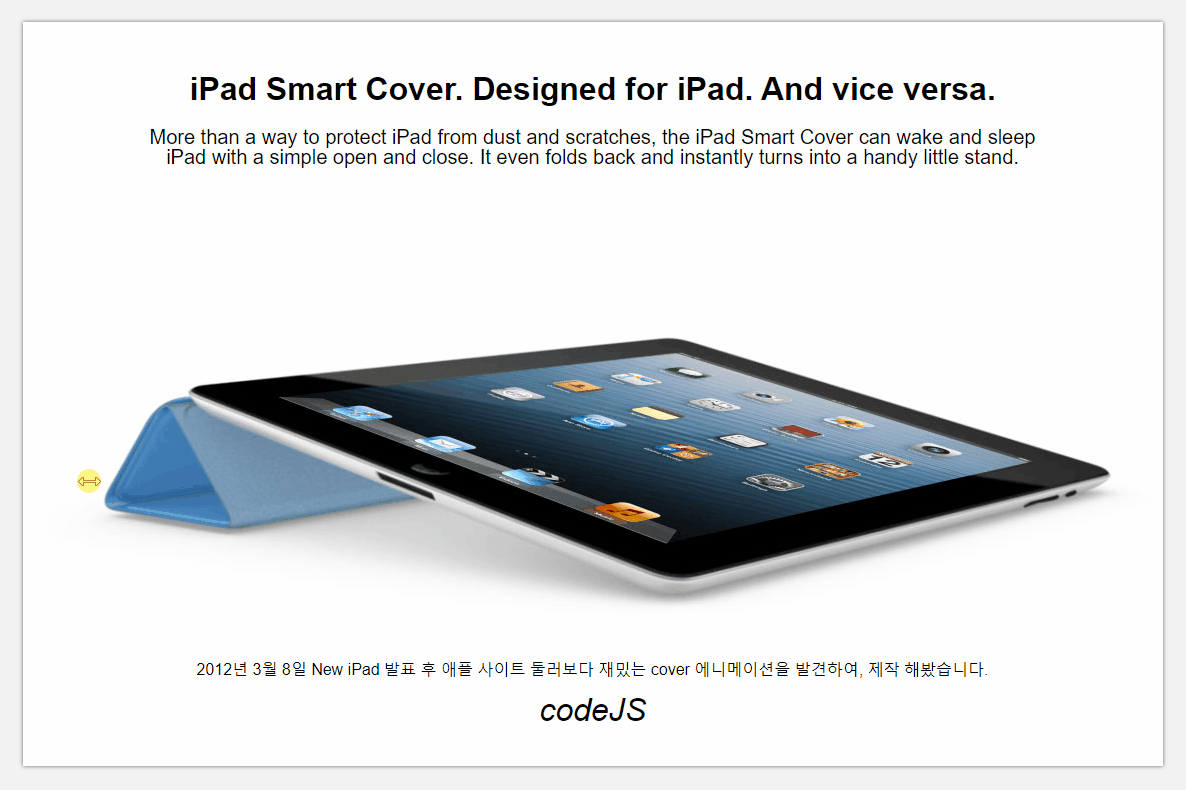 iPad Smart Cover. Designed for iPad. And vice versa.
More than a way to protect iPad from dust and scratches, the iPad Smart Cover can wake and sleep
iPad with a simple open and close. It even folds back and instantly turns into a handy little stand.
2012년 3월 8일 New iPad 발표 후 애플 사이트 둘러보다 재밌는 cover 에니메이션을 발견하여, 제작 해봤습니다.
codeJS